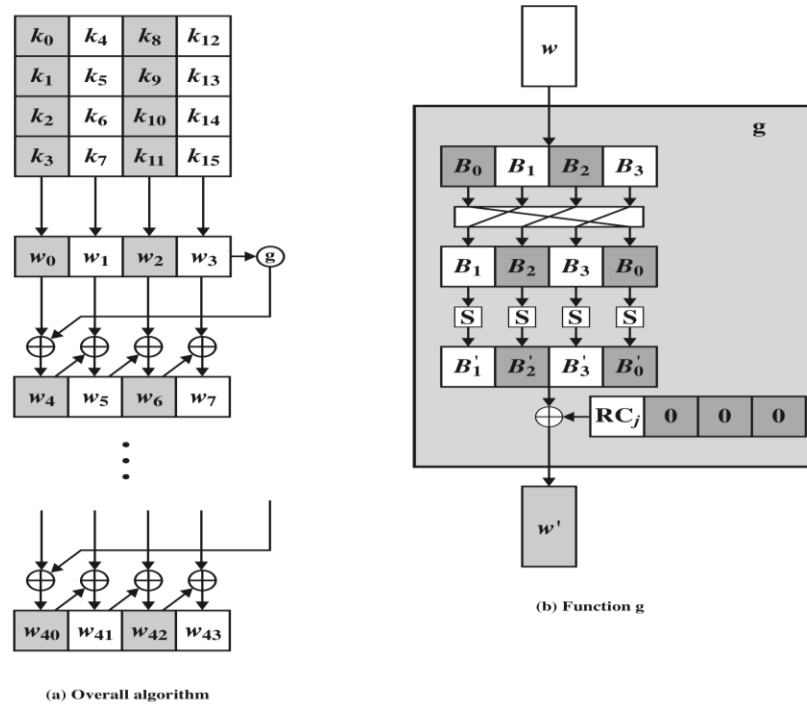 k0 k4 k8 k12
k1 k5 k9 k13
k2 k6 k10 k14
k3 k7 k11 k15
w0 w1 w2 w3 g
w4 w5 w6 w7
w40 w41 w42 w43
(a) Overall algorithm
w
g
B0 B1 B2 B3
B1 B2 B3 B0
S S S S
B'1 B'2 B'3 B'0
RCj 0 0 0
w'
(b) Function g